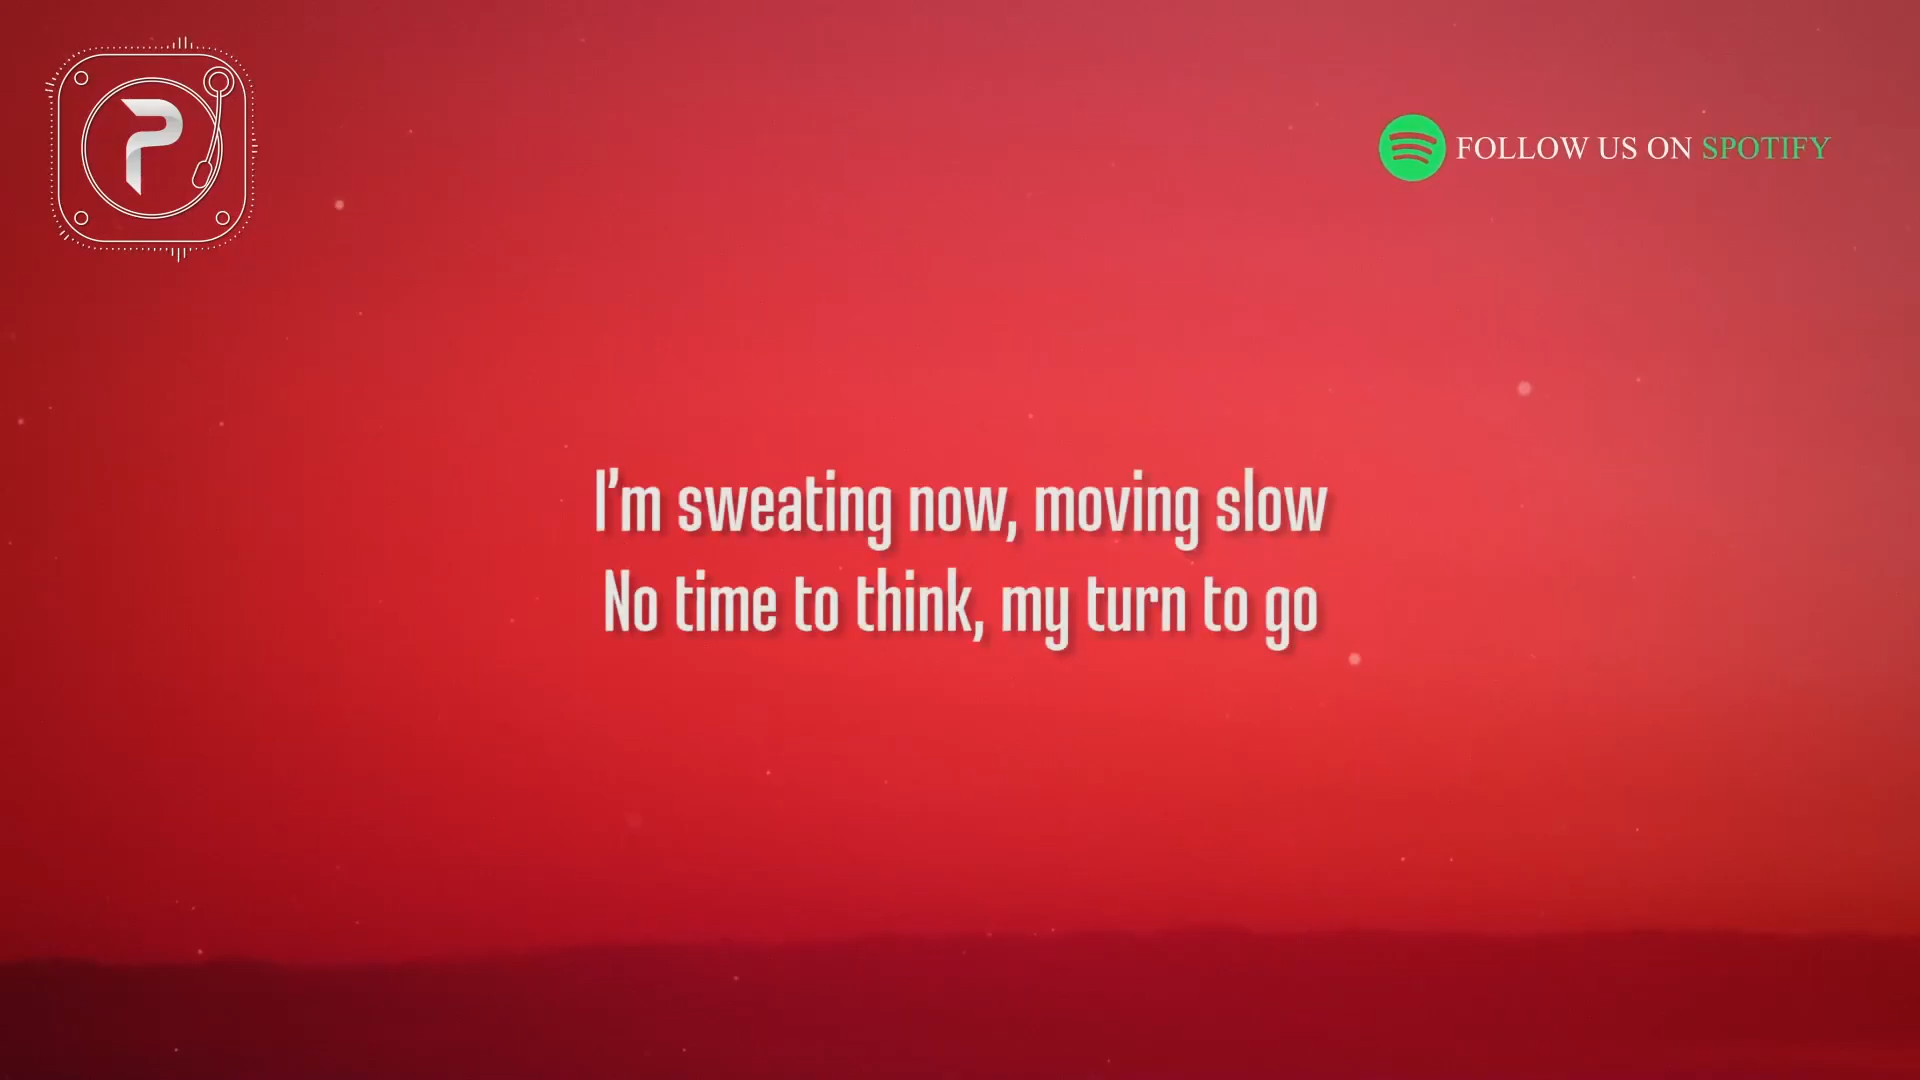 P
FOLLOW US ON SPOTIFY
I'm sweating now, moving slow
No time to think, my turn to go